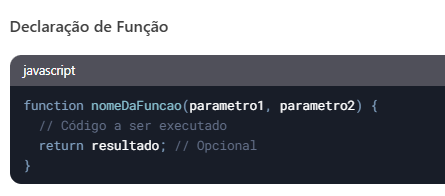 Declaração de Função
javascript
function nomeDaFuncao(parametro1, parametro2) {
  // Código a ser executado
  return resultado; // Opcional
}